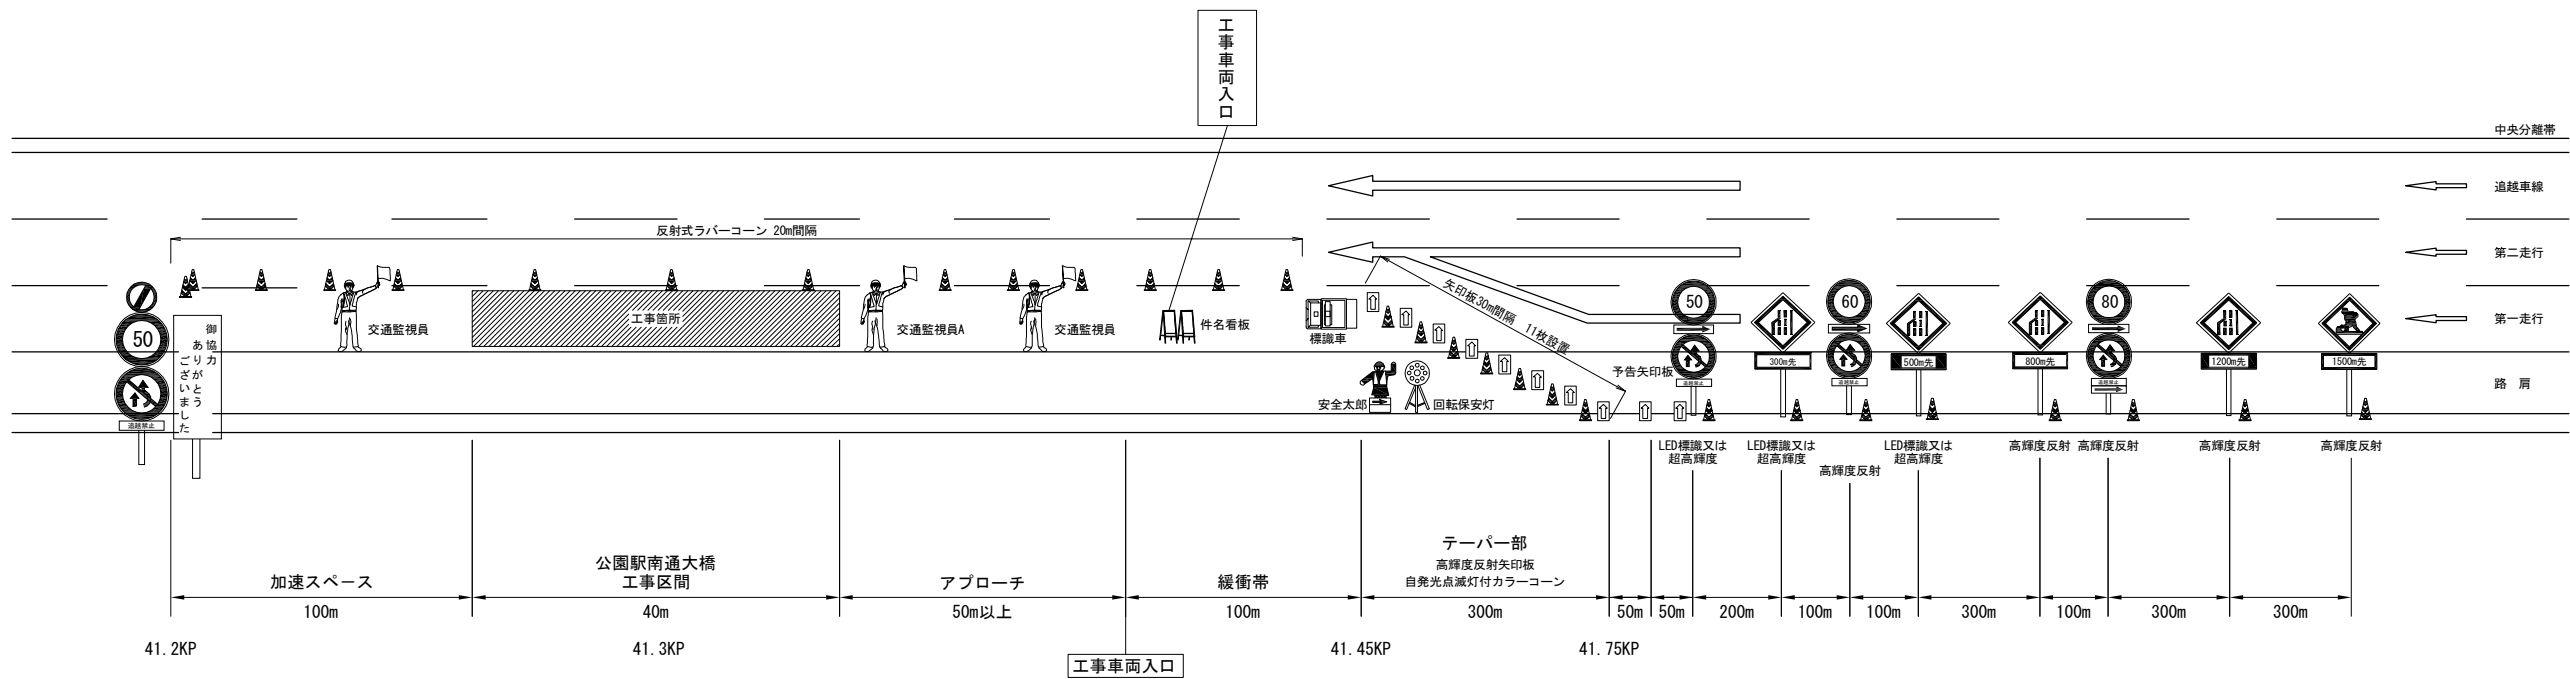 工事車両入口
中央分離帯
追越車線
反射式ラバーコーン 20m間隔
第二走行
矢印板30m間隔 11枚設置
50
60
80
工事箇所
交通監視員
交通監視員A
交通監視員
件名看板
標識車
第一走行
50
御協力
ありがとう
ございました
追越禁止
予告矢印板
追越禁止
300m先
追越禁止
500m先
800m先
追越禁止
1200m先
1500m先
路 肩
安全太郎
回転保安灯
LED標識又は
超高輝度
LED標識又は
超高輝度
高輝度反射
LED標識又は
超高輝度
高輝度反射
高輝度反射
高輝度反射
高輝度反射
加速スペース
公園駅南通大橋
工事区間
アプローチ
緩衝帯
テーパー部
高輝度反射矢印板
自発光点滅灯付カラーコーン
100m
40m
50m以上
100m
300m
50m
50m
200m
100m
100m
300m
100m
300m
300m
41.2KP
41.3KP
41.45KP
41.75KP
工事車両入口